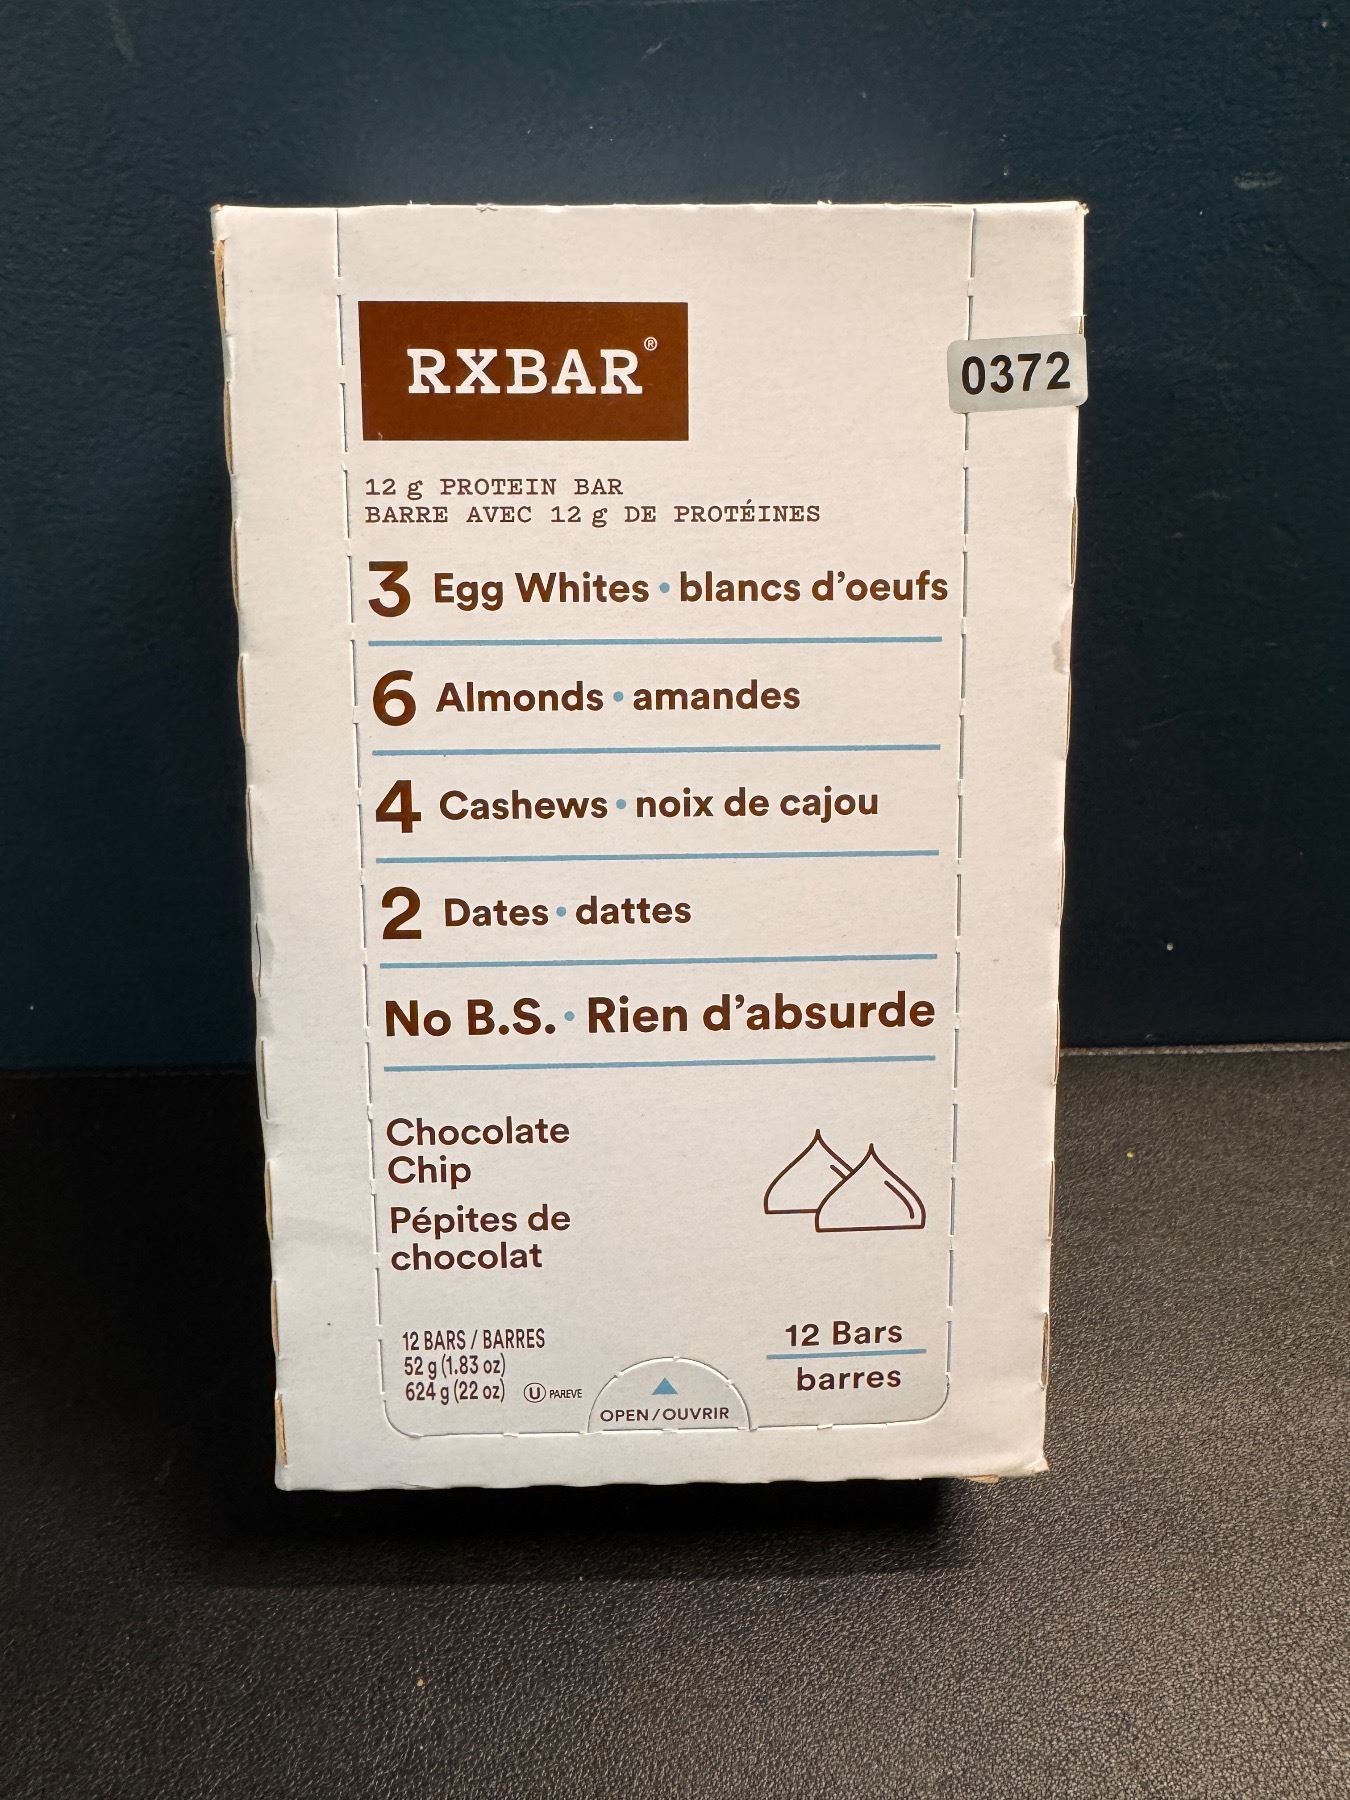 RXBAR®
0372
12 g PROTEIN BAR
BARRE AVEC 12 g DE PROTÉINES
3 Egg Whites • blancs d'oeufs
6 Almonds • amandes
4 Cashews • noix de cajou
2 Dates • dattes
No B.S. • Rien d'absurde
Chocolate
Chip
Pépites de
chocolat
12 BARS / BARRES
52 g (1.83 oz)
624 g (22 oz) U PAREVE
OPEN/OUVRIR
12 Bars
barres